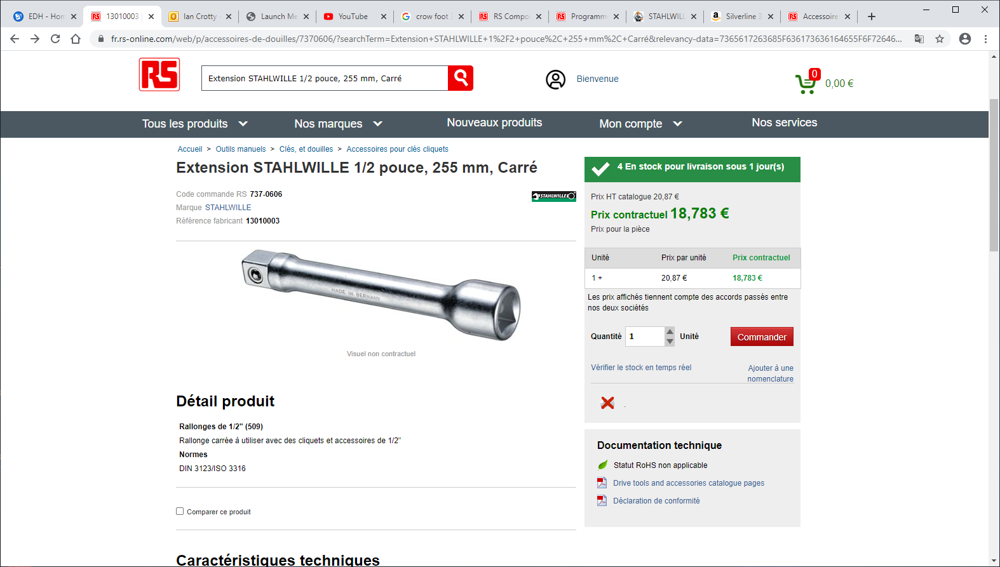 EDH - Hom
13010003 |
Ian Crotty
Launch Me
YouTube
crow foot
RS Compo
Programm
STAHLWILL
Silverline 3
Accessoire
fr.rs-online.com/web/p/accessoires-de-douilles/7370606/?searchTerm=Extension+STAHLWILLE+1%2F2+pouce%2C+255+mm%2C+Carré&relevancy-data=7365617263685F636173636164655F6F72646...
RS
Extension STAHLWILLE 1/2 pouce, 255 mm, Carré
Bienvenue
0
0,00 €
Tous les produits
Nos marques
Nouveaux produits
Mon compte
Nos services
Accueil > Outils manuels > Clés, et douilles > Accessoires pour clés cliquets
Extension STAHLWILLE 1/2 pouce, 255 mm, Carré
Code commande RS 737-0606
Marque STAHLWILLE
Référence fabricant 13010003
STAHLWILLE
MADE IN GERMANY
Visuel non contractuel
Détail produit
Rallonges de 1/2" (509)
Rallonge carrée à utiliser avec des cliquets et accessoires de 1/2"
Normes
DIN 3123/ISO 3316
Comparer ce produit
Caractéristiques techniques
4 En stock pour livraison sous 1 jour(s)
Prix HT catalogue 20,87 €
Prix contractuel 18,783 €
Prix pour la pièce
Unité Prix par unité Prix contractuel
1 + 20,87 € 18,783 €
Les prix affichés tiennent compte des accords passés entre
nos deux sociétés
Quantité 1 Unité Commander
Vérifier le stock en temps réel
Ajouter à une
nomenclature
.
Documentation technique
Statut RoHS non applicable
Drive tools and accessories catalogue pages
Déclaration de conformité